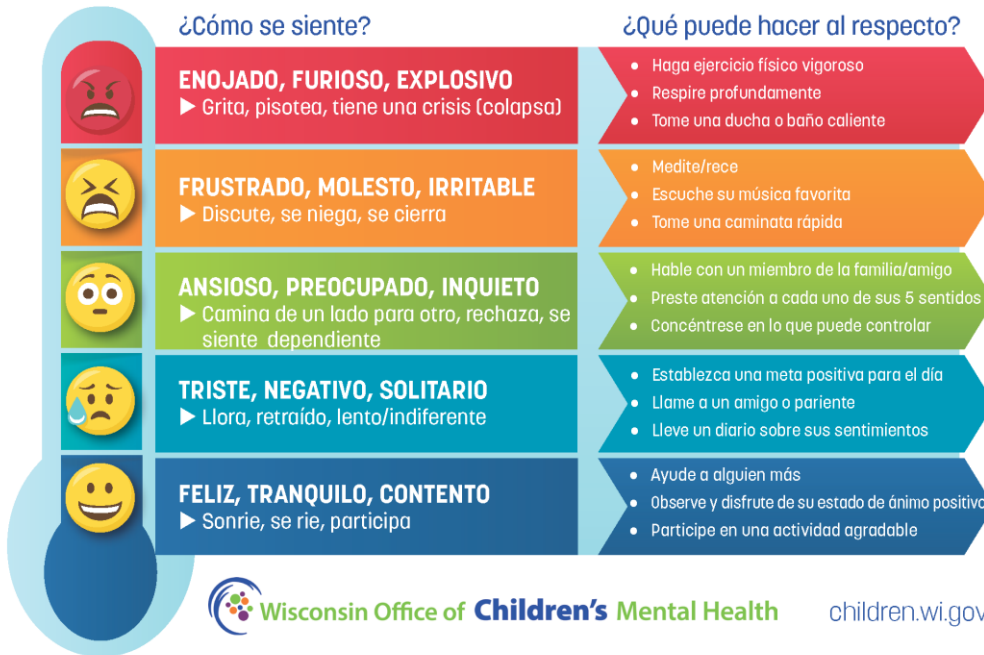 ¿Cómo se siente?
¿Qué puede hacer al respecto?
ENOJADO, FURIOSO, EXPLOSIVO
▶ Grita, pisotea, tiene una crisis (colapsa)
• Haga ejercicio físico vigoroso
• Respire profundamente
• Tome una ducha o baño caliente
FRUSTRADO, MOLESTO, IRRITABLE
▶ Discute, se niega, se cierra
• Medite/rece
• Escuche su música favorita
• Tome una caminata rápida
ANSIOSO, PREOCUPADO, INQUIETO
▶ Camina de un lado para otro, rechaza, se
siente dependiente
• Hable con un miembro de la familia/amigo
• Preste atención a cada uno de sus 5 sentidos
• Concéntrese en lo que puede controlar
TRISTE, NEGATIVO, SOLITARIO
▶ Llora, retraído, lento/indiferente
• Establezca una meta positiva para el día
• Llame a un amigo o pariente
• Lleve un diario sobre sus sentimientos
FELIZ, TRANQUILO, CONTENTO
▶ Sonrie, se rie, participa
• Ayude a alguien más
• Observe y disfrute de su estado de ánimo positivo
• Participe en una actividad agradable
Wisconsin Office of Children's Mental Health
children.wi.gov